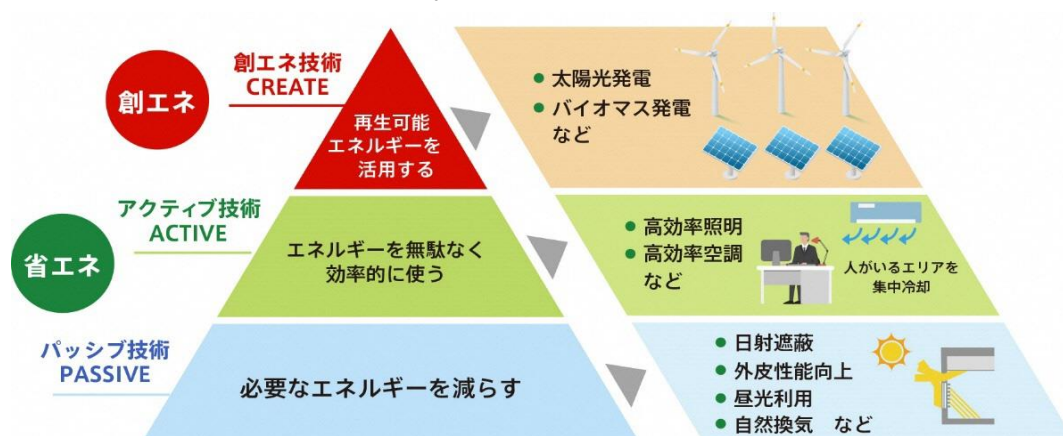 創エネ
創エネ技術
CREATE
再生可能
エネルギーを
活用する
太陽光発電
バイオマス発電
など
省エネ
アクティブ技術
ACTIVE
エネルギーを無駄なく
効率的に使う
高効率照明
高効率空調
など
人がいるエリアを
集中冷却
パッシブ技術
PASSIVE
必要なエネルギーを減らす
日射遮蔽
外皮性能向上
昼光利用
自然換気 など